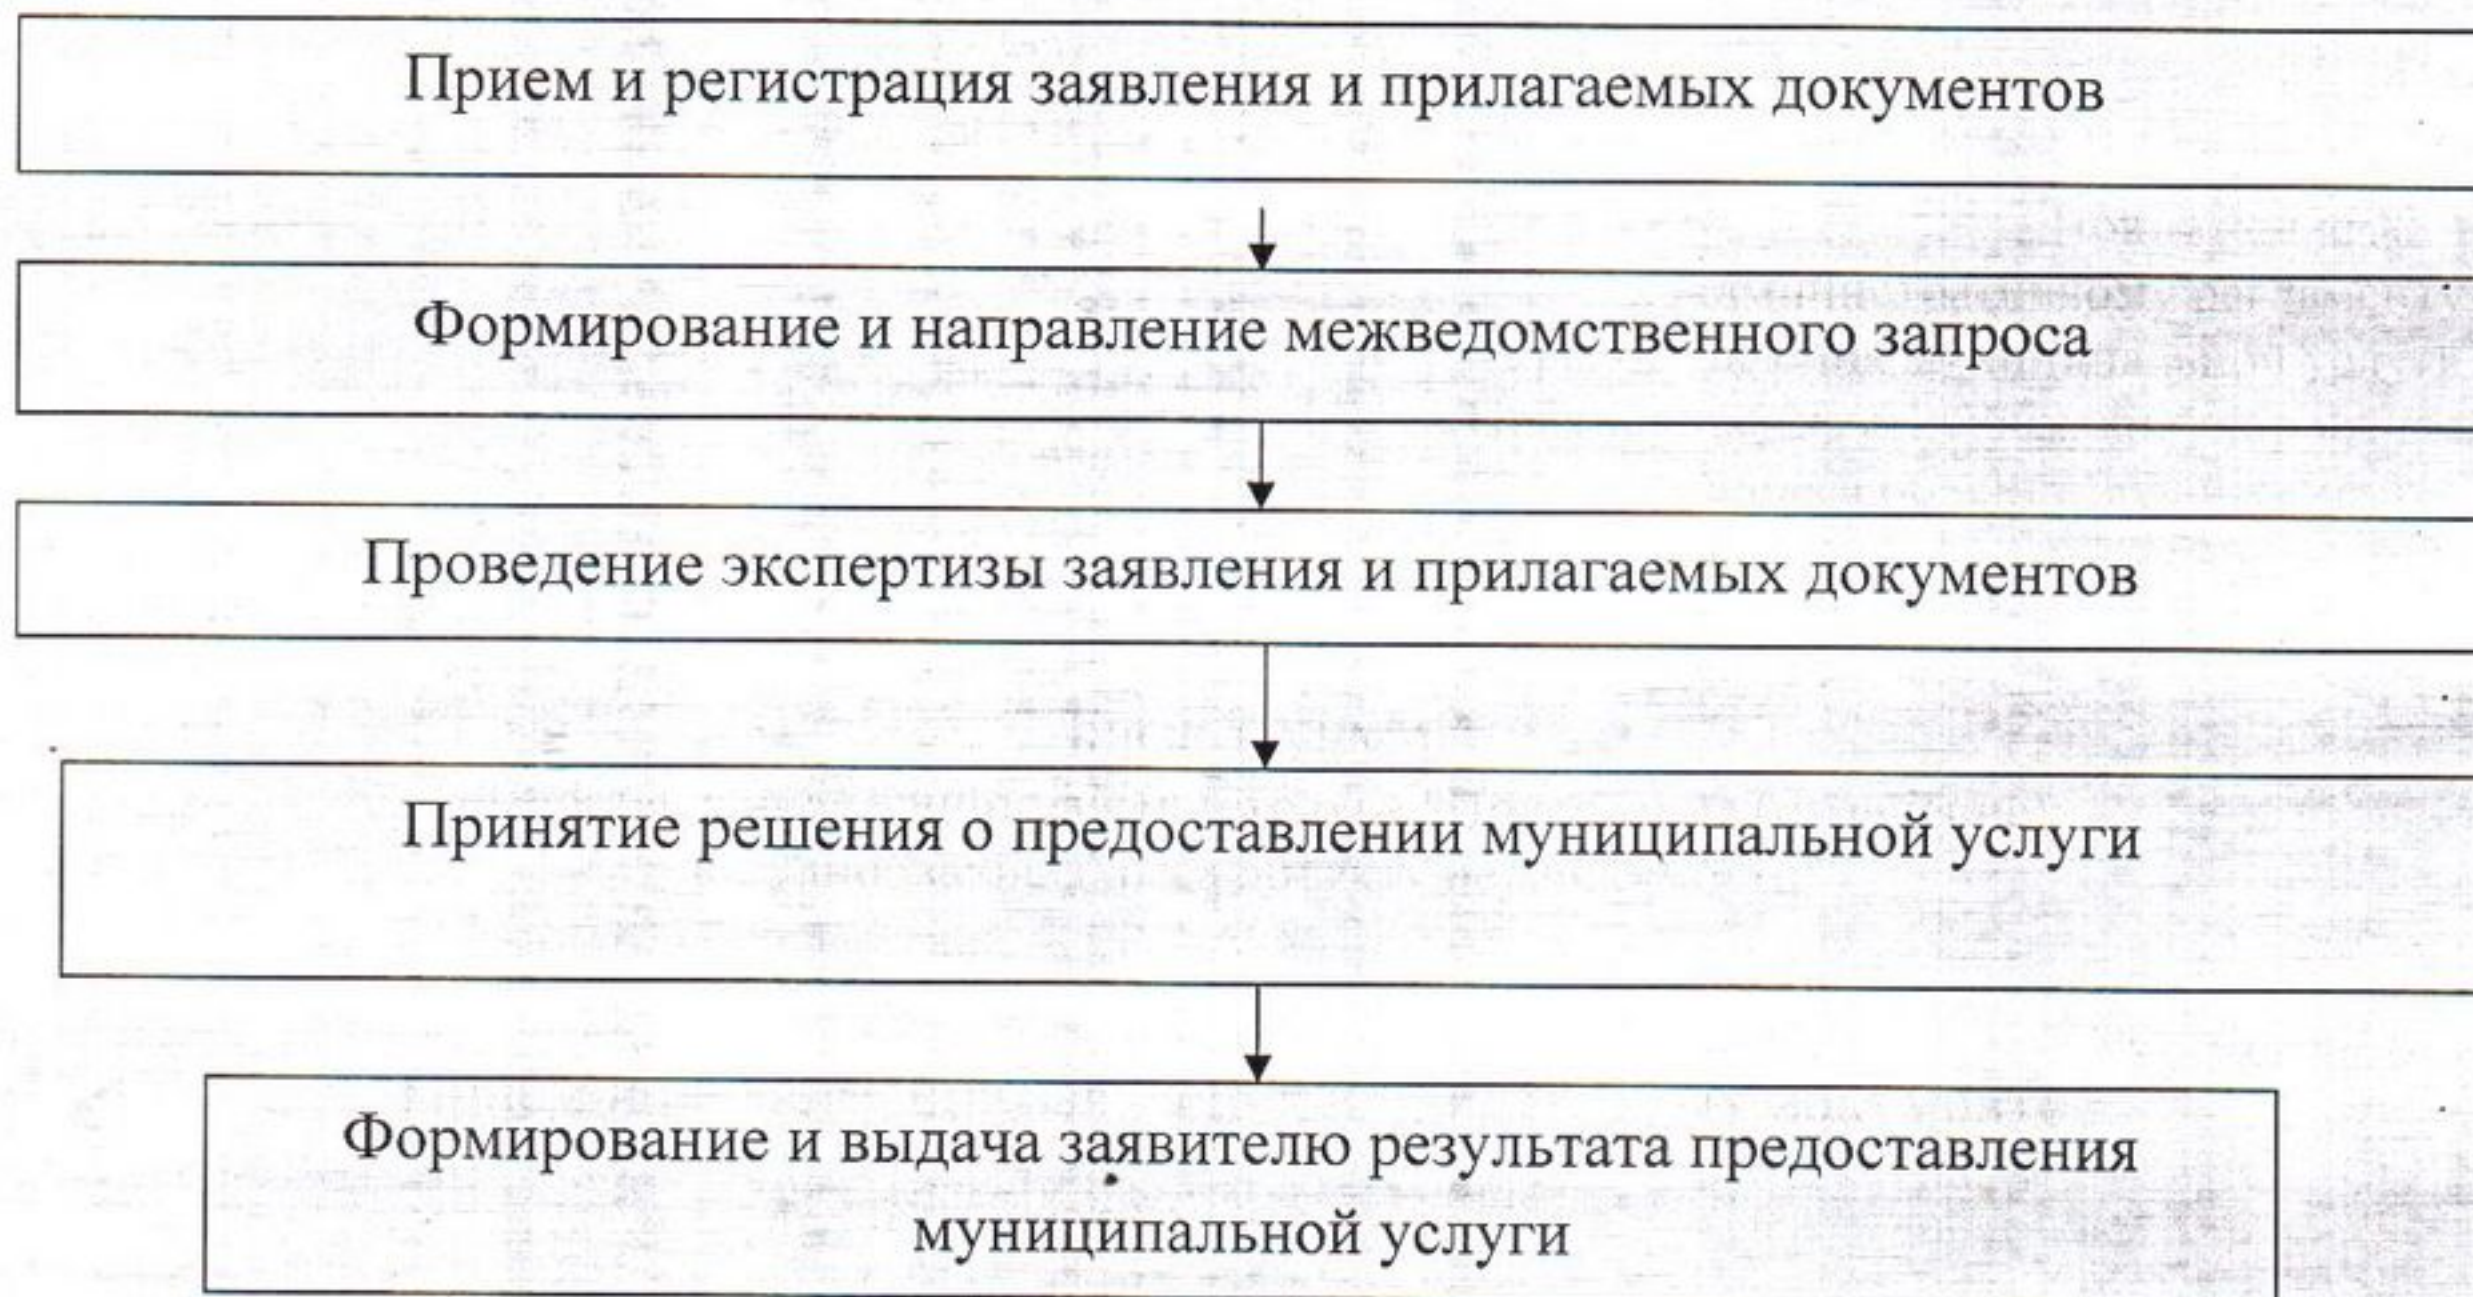 Прием и регистрация заявления и прилагаемых документов
Формирование и направление межведомственного запроса
Проведение экспертизы заявления и прилагаемых документов
Принятие решения о предоставлении муниципальной услуги
Формирование и выдача заявителю результата предоставления
муниципальной услуги